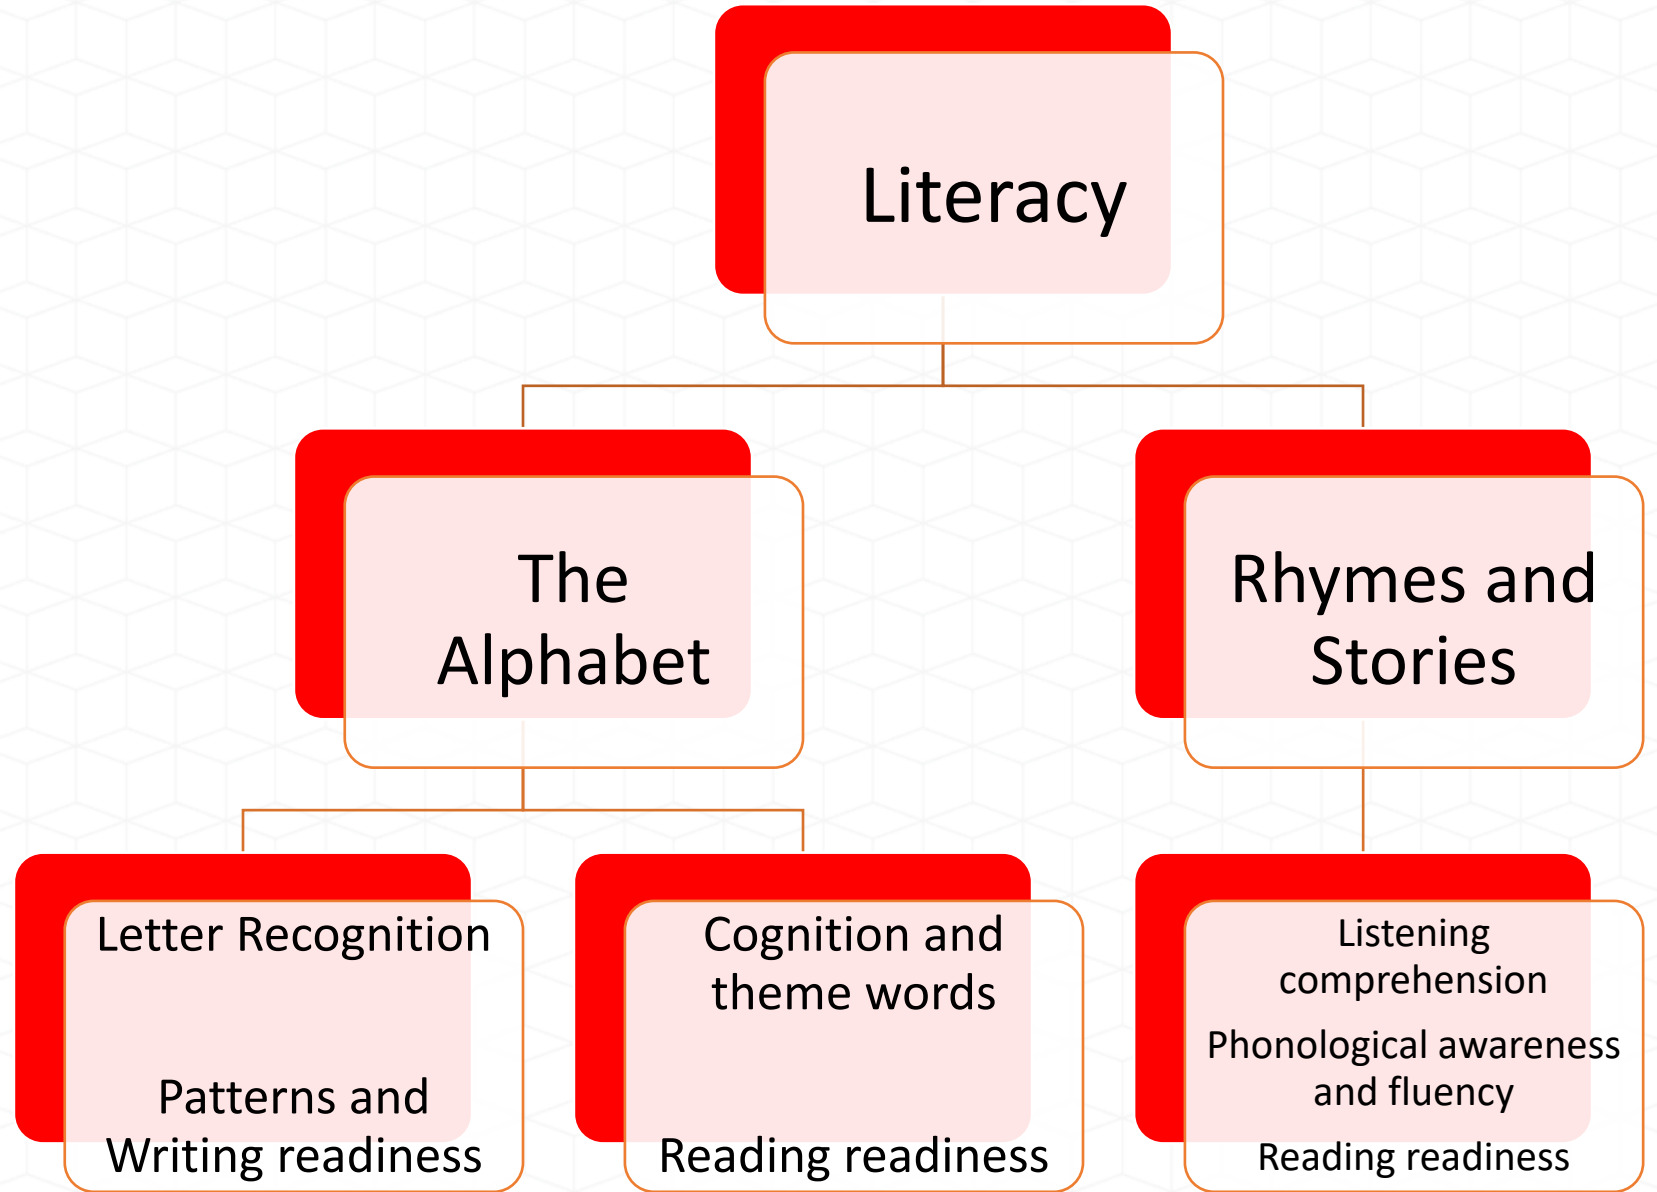 Literacy
The
Alphabet
Rhymes and
Stories
Letter Recognition
Patterns and
Writing readiness
Cognition and
theme words
Reading readiness
Listening
comprehension
Phonological awareness
and fluency
Reading readiness